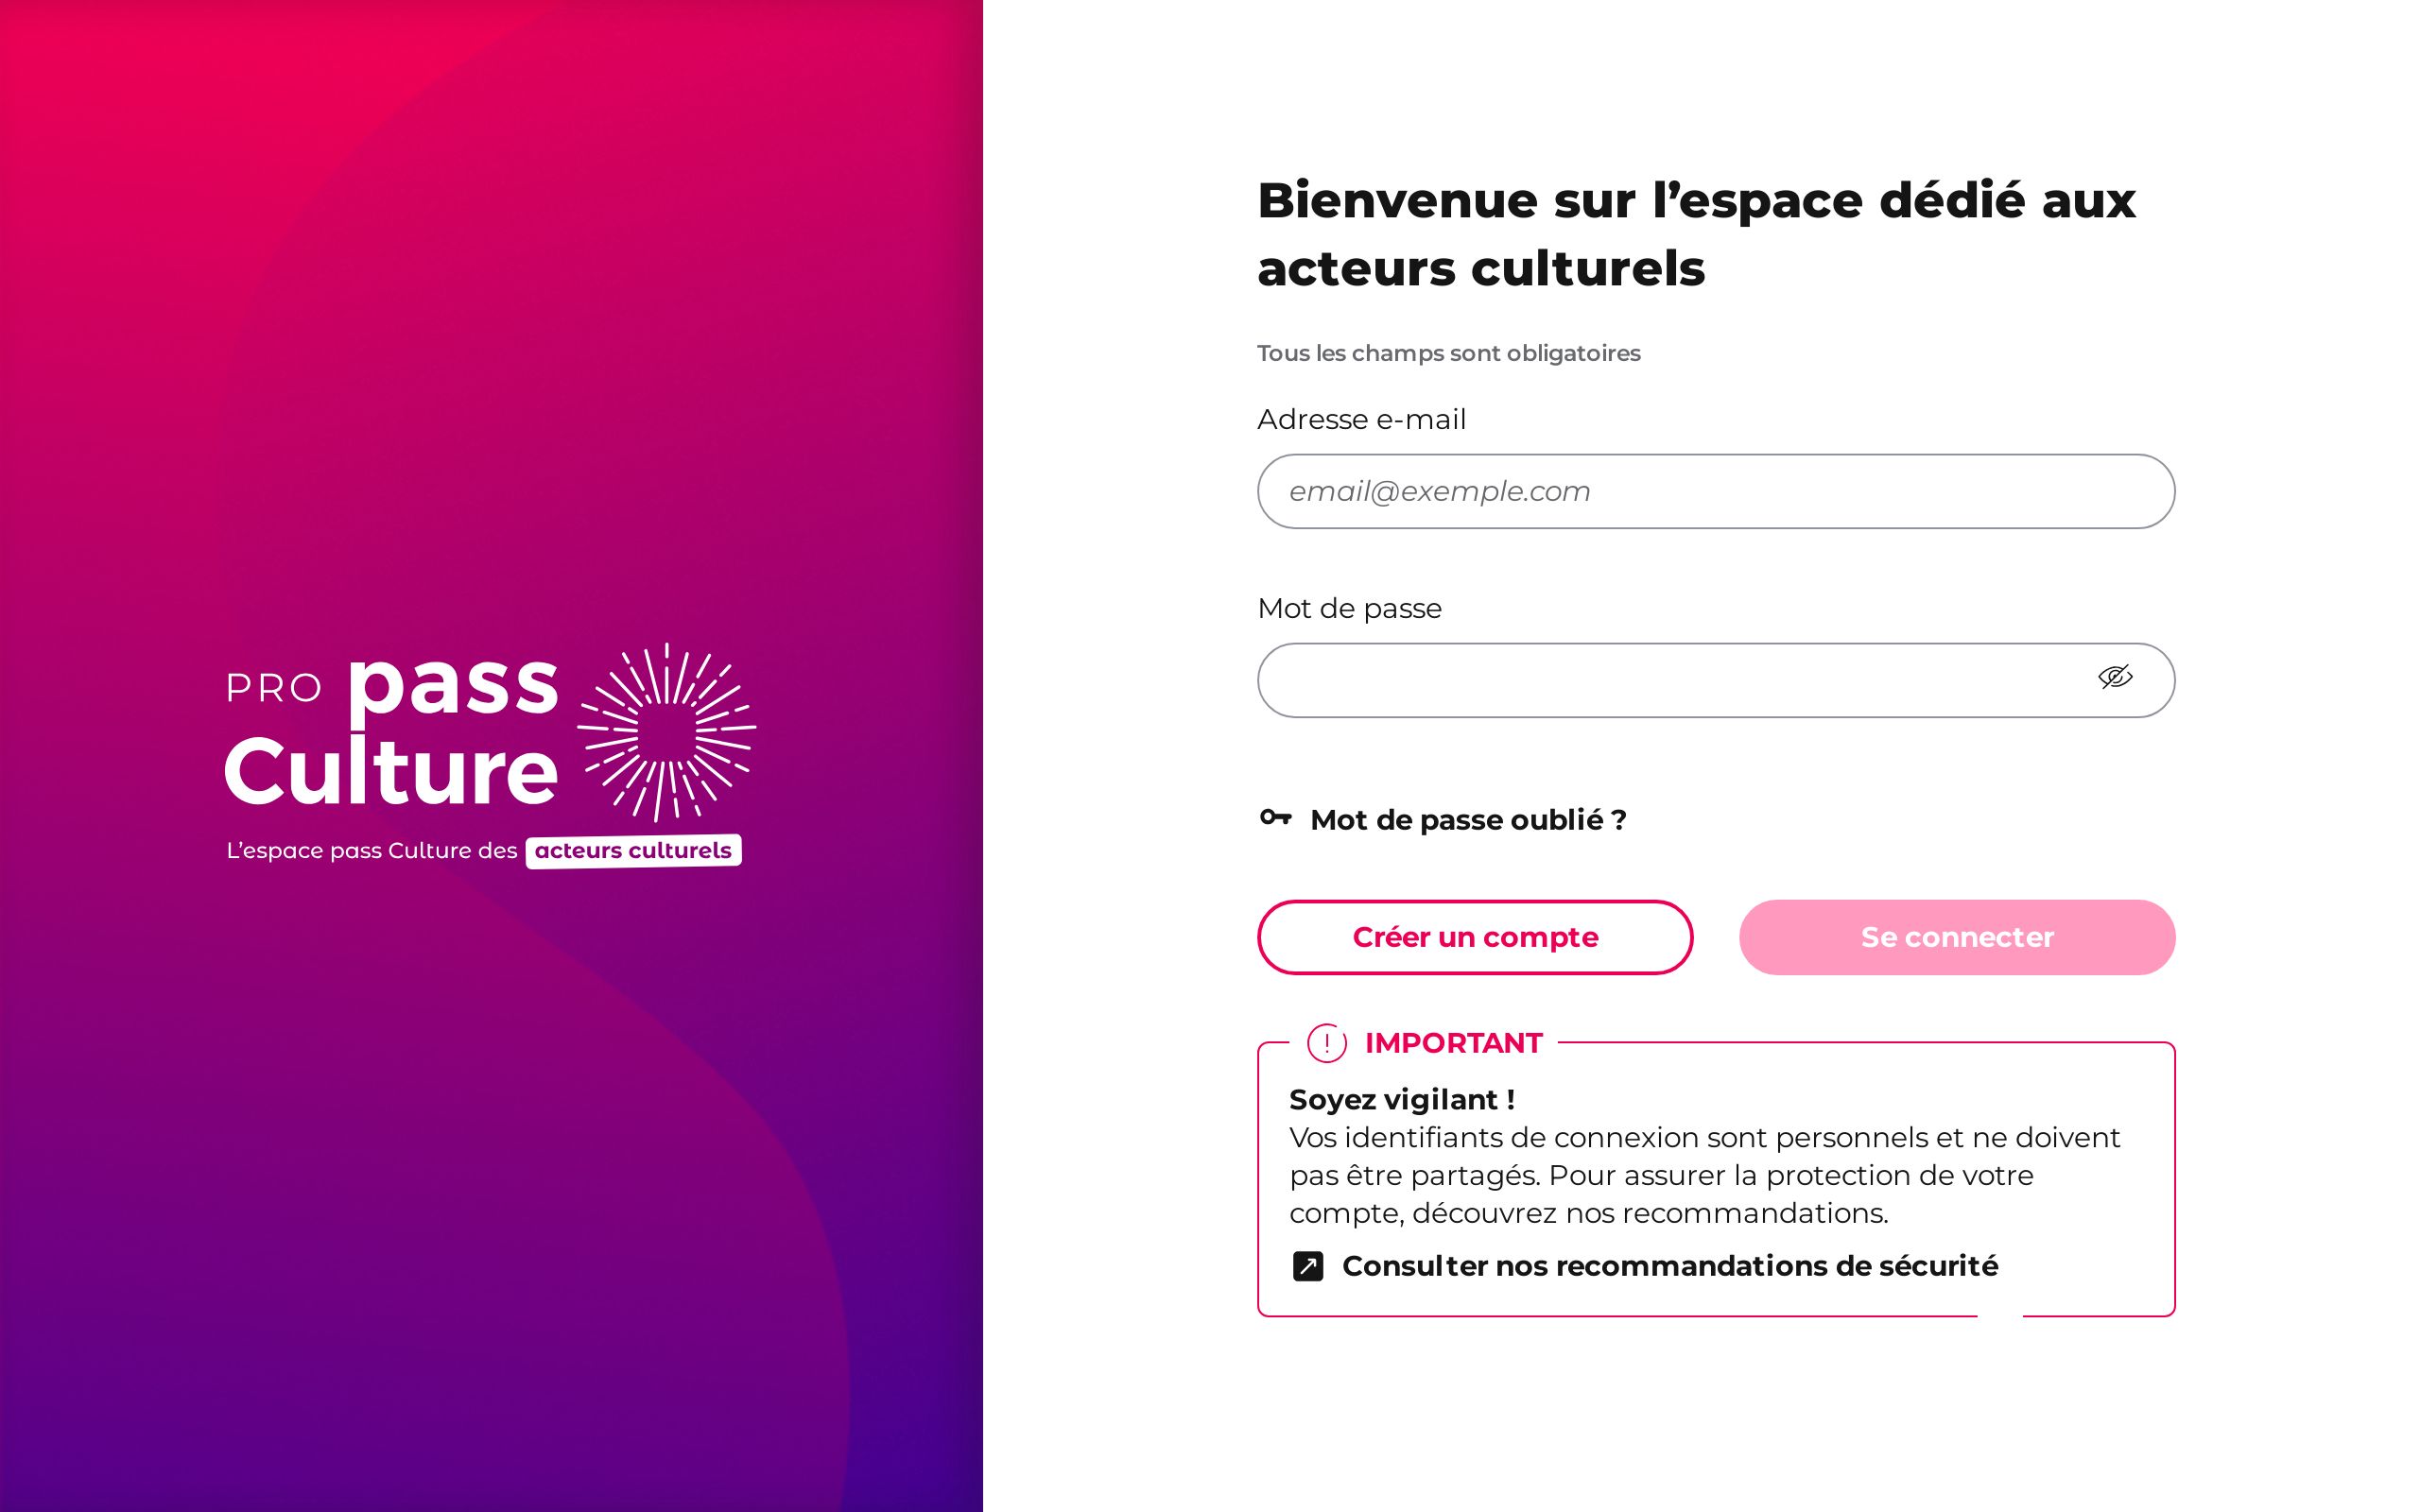 PRO pass
Culture
L’espace pass Culture des acteurs culturels
Bienvenue sur l’espace dédié aux
acteurs culturels
Tous les champs sont obligatoires
Adresse e-mail
email@exemple.com
Mot de passe
Mot de passe oublié ?
Créer un compte
Se connecter
IMPORTANT
Soyez vigilant !
Vos identifiants de connexion sont personnels et ne doivent
pas être partagés. Pour assurer la protection de votre
compte, découvrez nos recommandations.
Consulter nos recommandations de sécurité